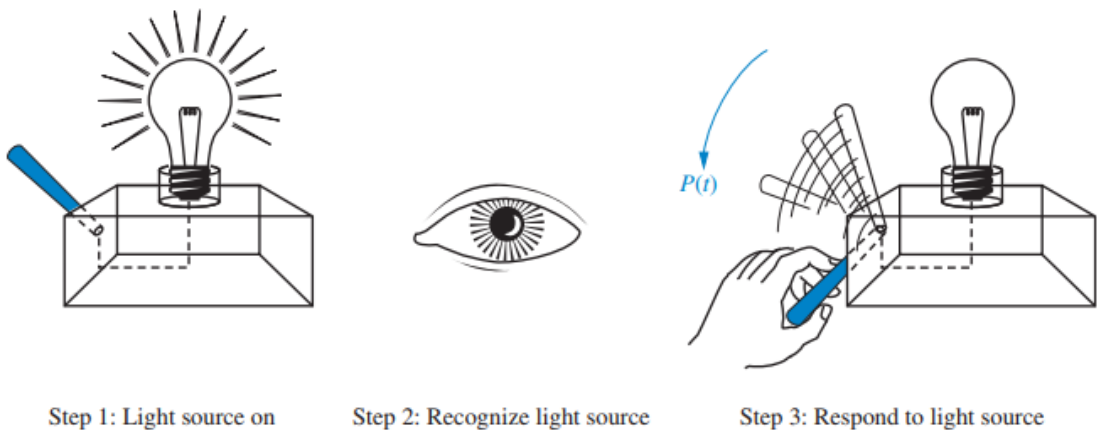 P(t)
Step 1: Light source on
Step 2: Recognize light source
Step 3: Respond to light source